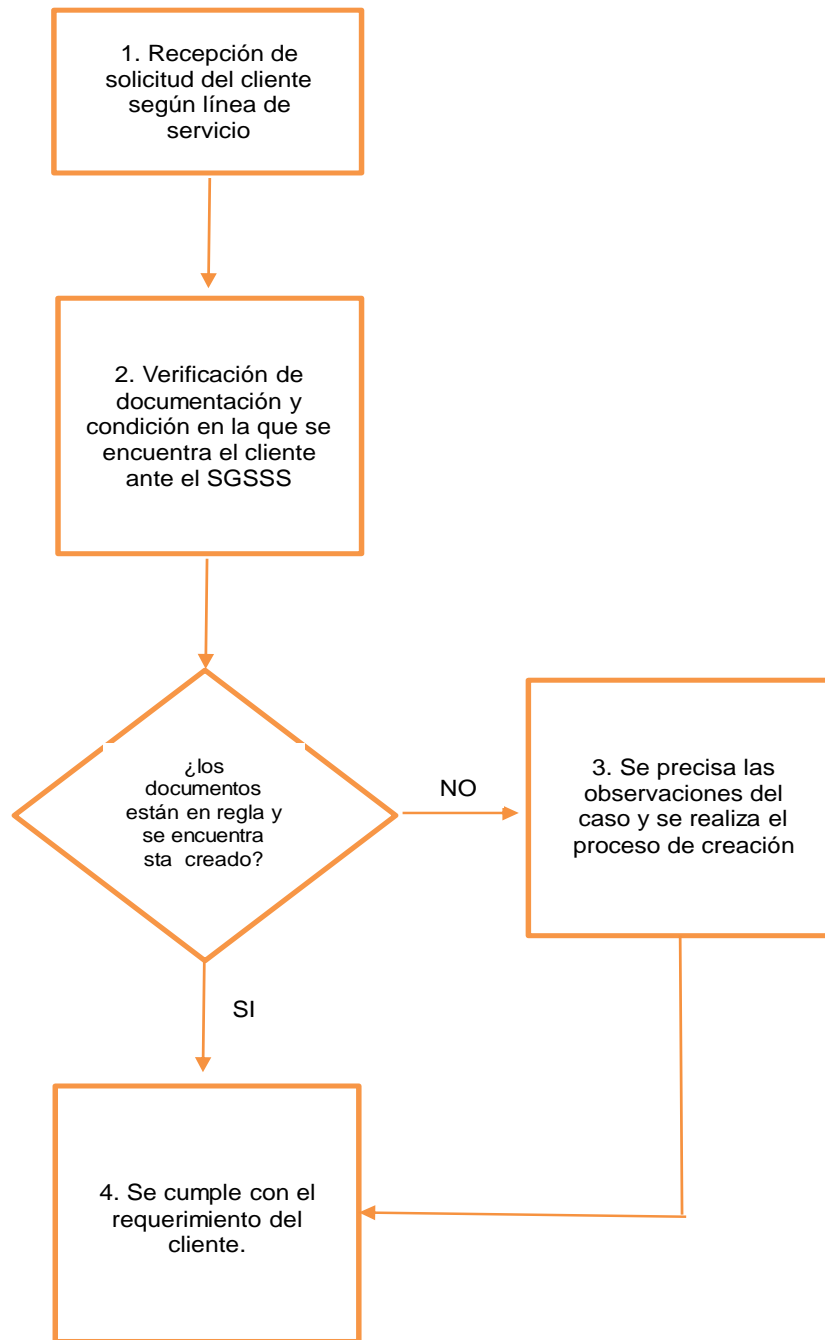 1. Recepción de
solicitud del cliente
según línea de
servicio
2. Verificación de
documentación y
condición en la que se
encuentra el cliente
ante el SGSSS
¿los
documentos
están en regla y
se encuentra
sta creado?
NO
3. Se precisa las
observaciones del
caso y se realiza el
proceso de creación
SI
4. Se cumple con el
requerimiento del
cliente.